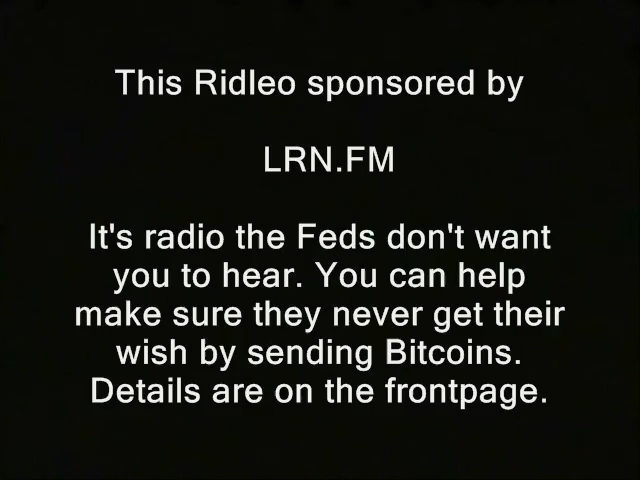 This Ridleo sponsored by
LRN.FM
It's radio the Feds don't want
you to hear. You can help
make sure they never get their
wish by sending Bitcoins.
Details are on the frontpage.